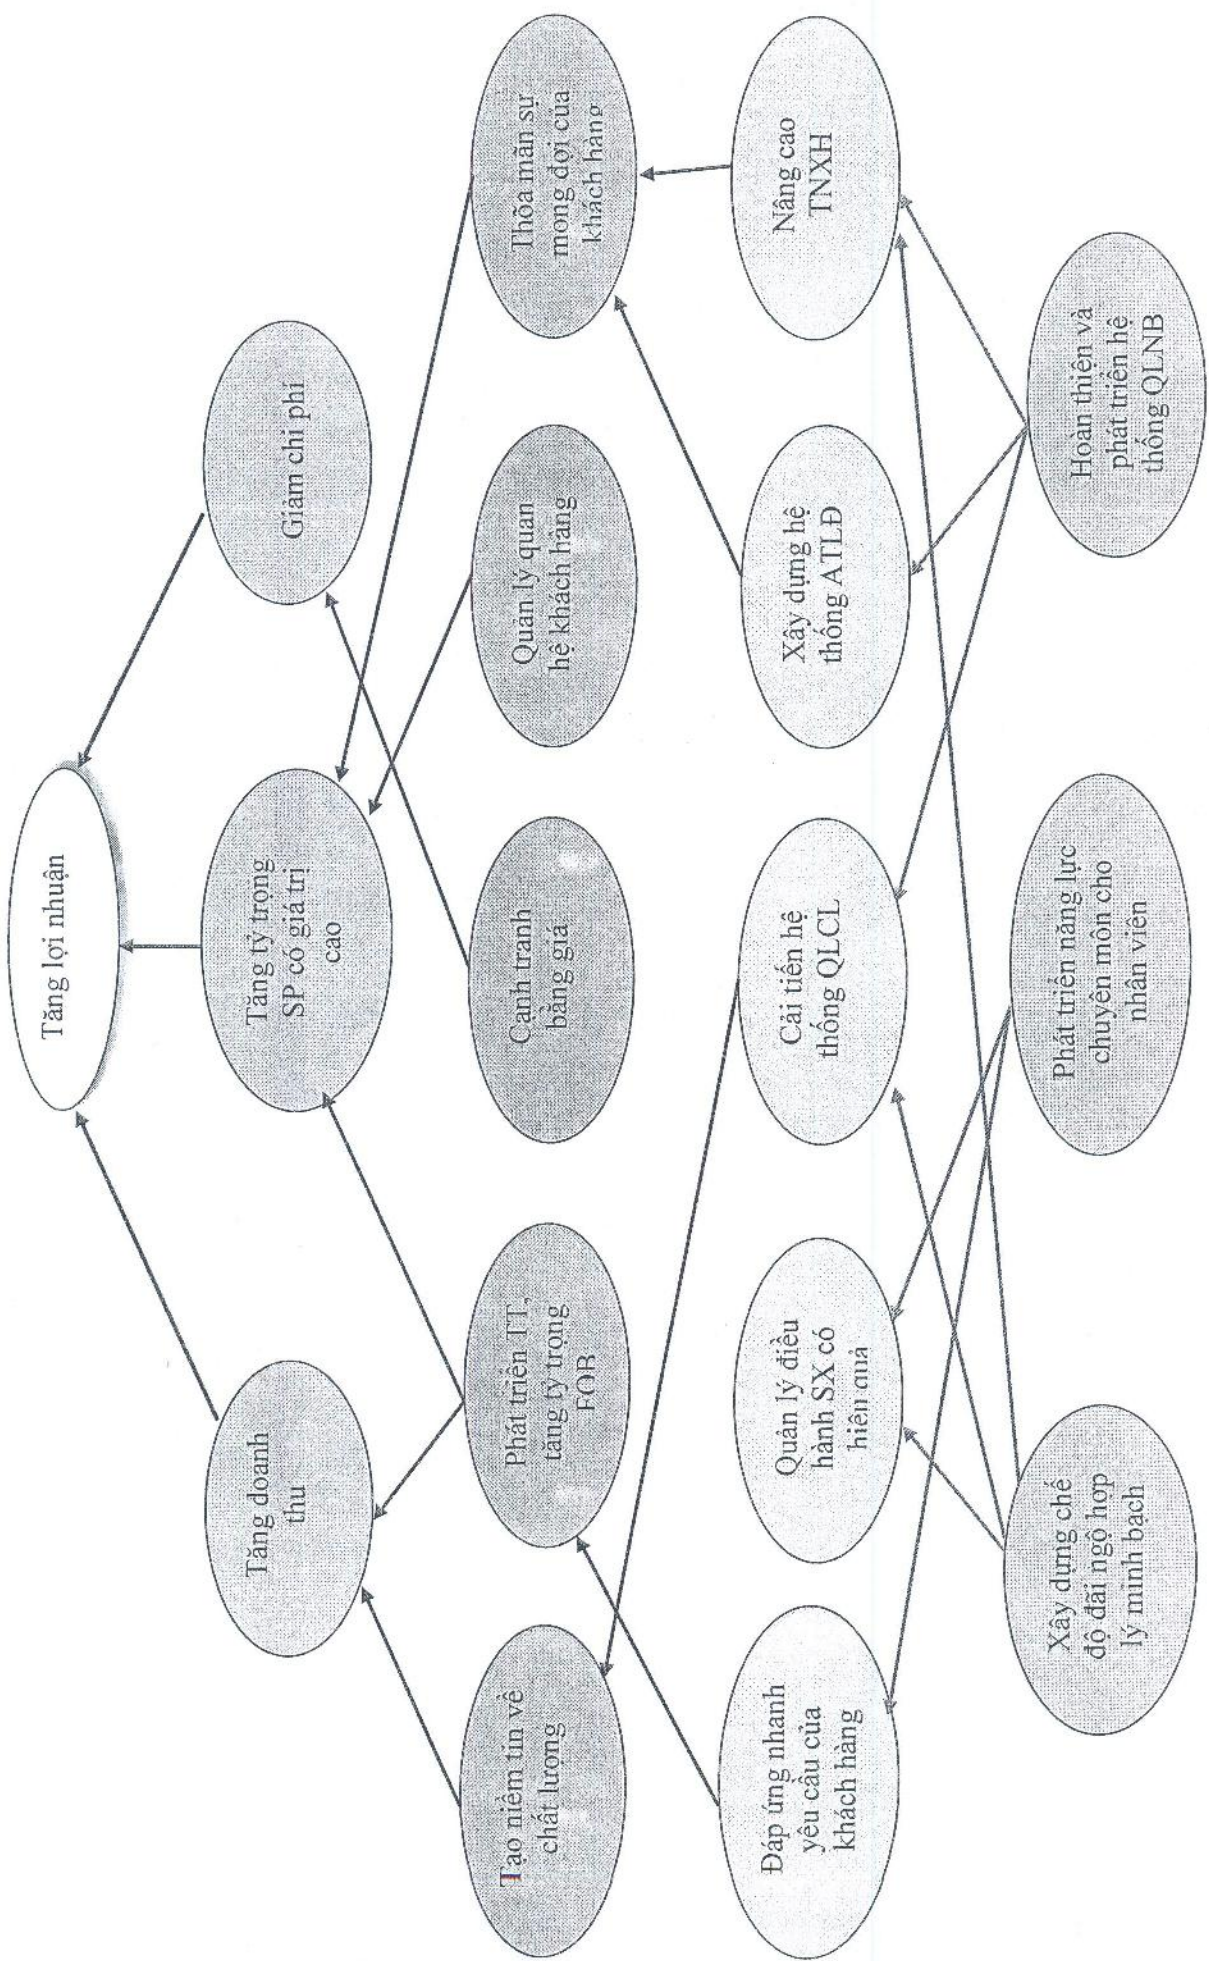 Tăng lợi nhuận
Tăng doanh
thu
Tăng tỷ trọng
SP có giá trị
cao
Giảm chi phí
Tạo niềm tin về
chất lượng
Phát triển TT,
tăng tỷ trọng
FOB
Cạnh tranh
bằng giá
Quản lý quan
hệ khách hàng
Thõa mãn sự
mong đợi của
khách hàng
Đáp ứng nhanh
yêu cầu của
khách hàng
Quản lý điều
hành SX có
hiệu quả
Cải tiến hệ
thống QLCL
Xây dựng hệ
thống ATLĐ
Nâng cao
TNXH
Xây dựng chế
độ đãi ngộ hợp
lý minh bạch
Phát triển năng lực
chuyên môn cho
nhân viên
Hoàn thiện và
phát triển hệ
thống QLNB